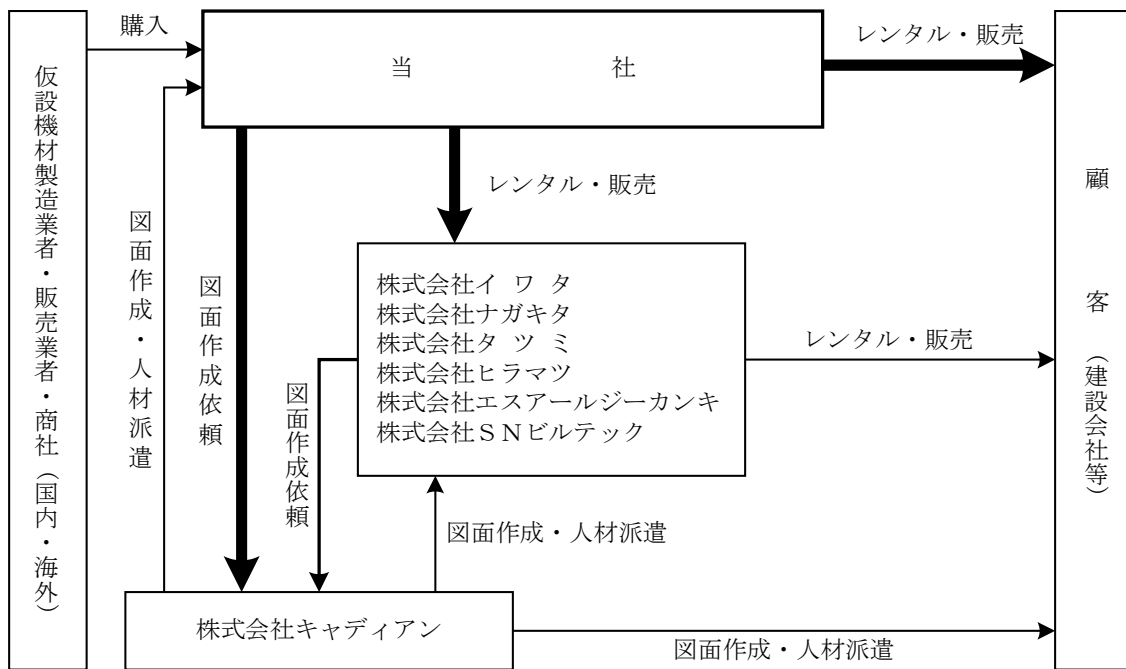 購入
レンタル・販売
当　　　社
仮設機材製造業者・販売業者・商社（国内・海外）
顧　客　（建設会社等）
レンタル・販売
図面作成・人材派遣
図面作成依頼
株式会社イ ワ タ
株式会社ナガキタ
株式会社タ ツ ミ
株式会社ヒラマツ
株式会社エスアールジーカンキ
株式会社ＳＮビルテック
レンタル・販売
図面作成依頼
図面作成・人材派遣
株式会社キャディアン
図面作成・人材派遣